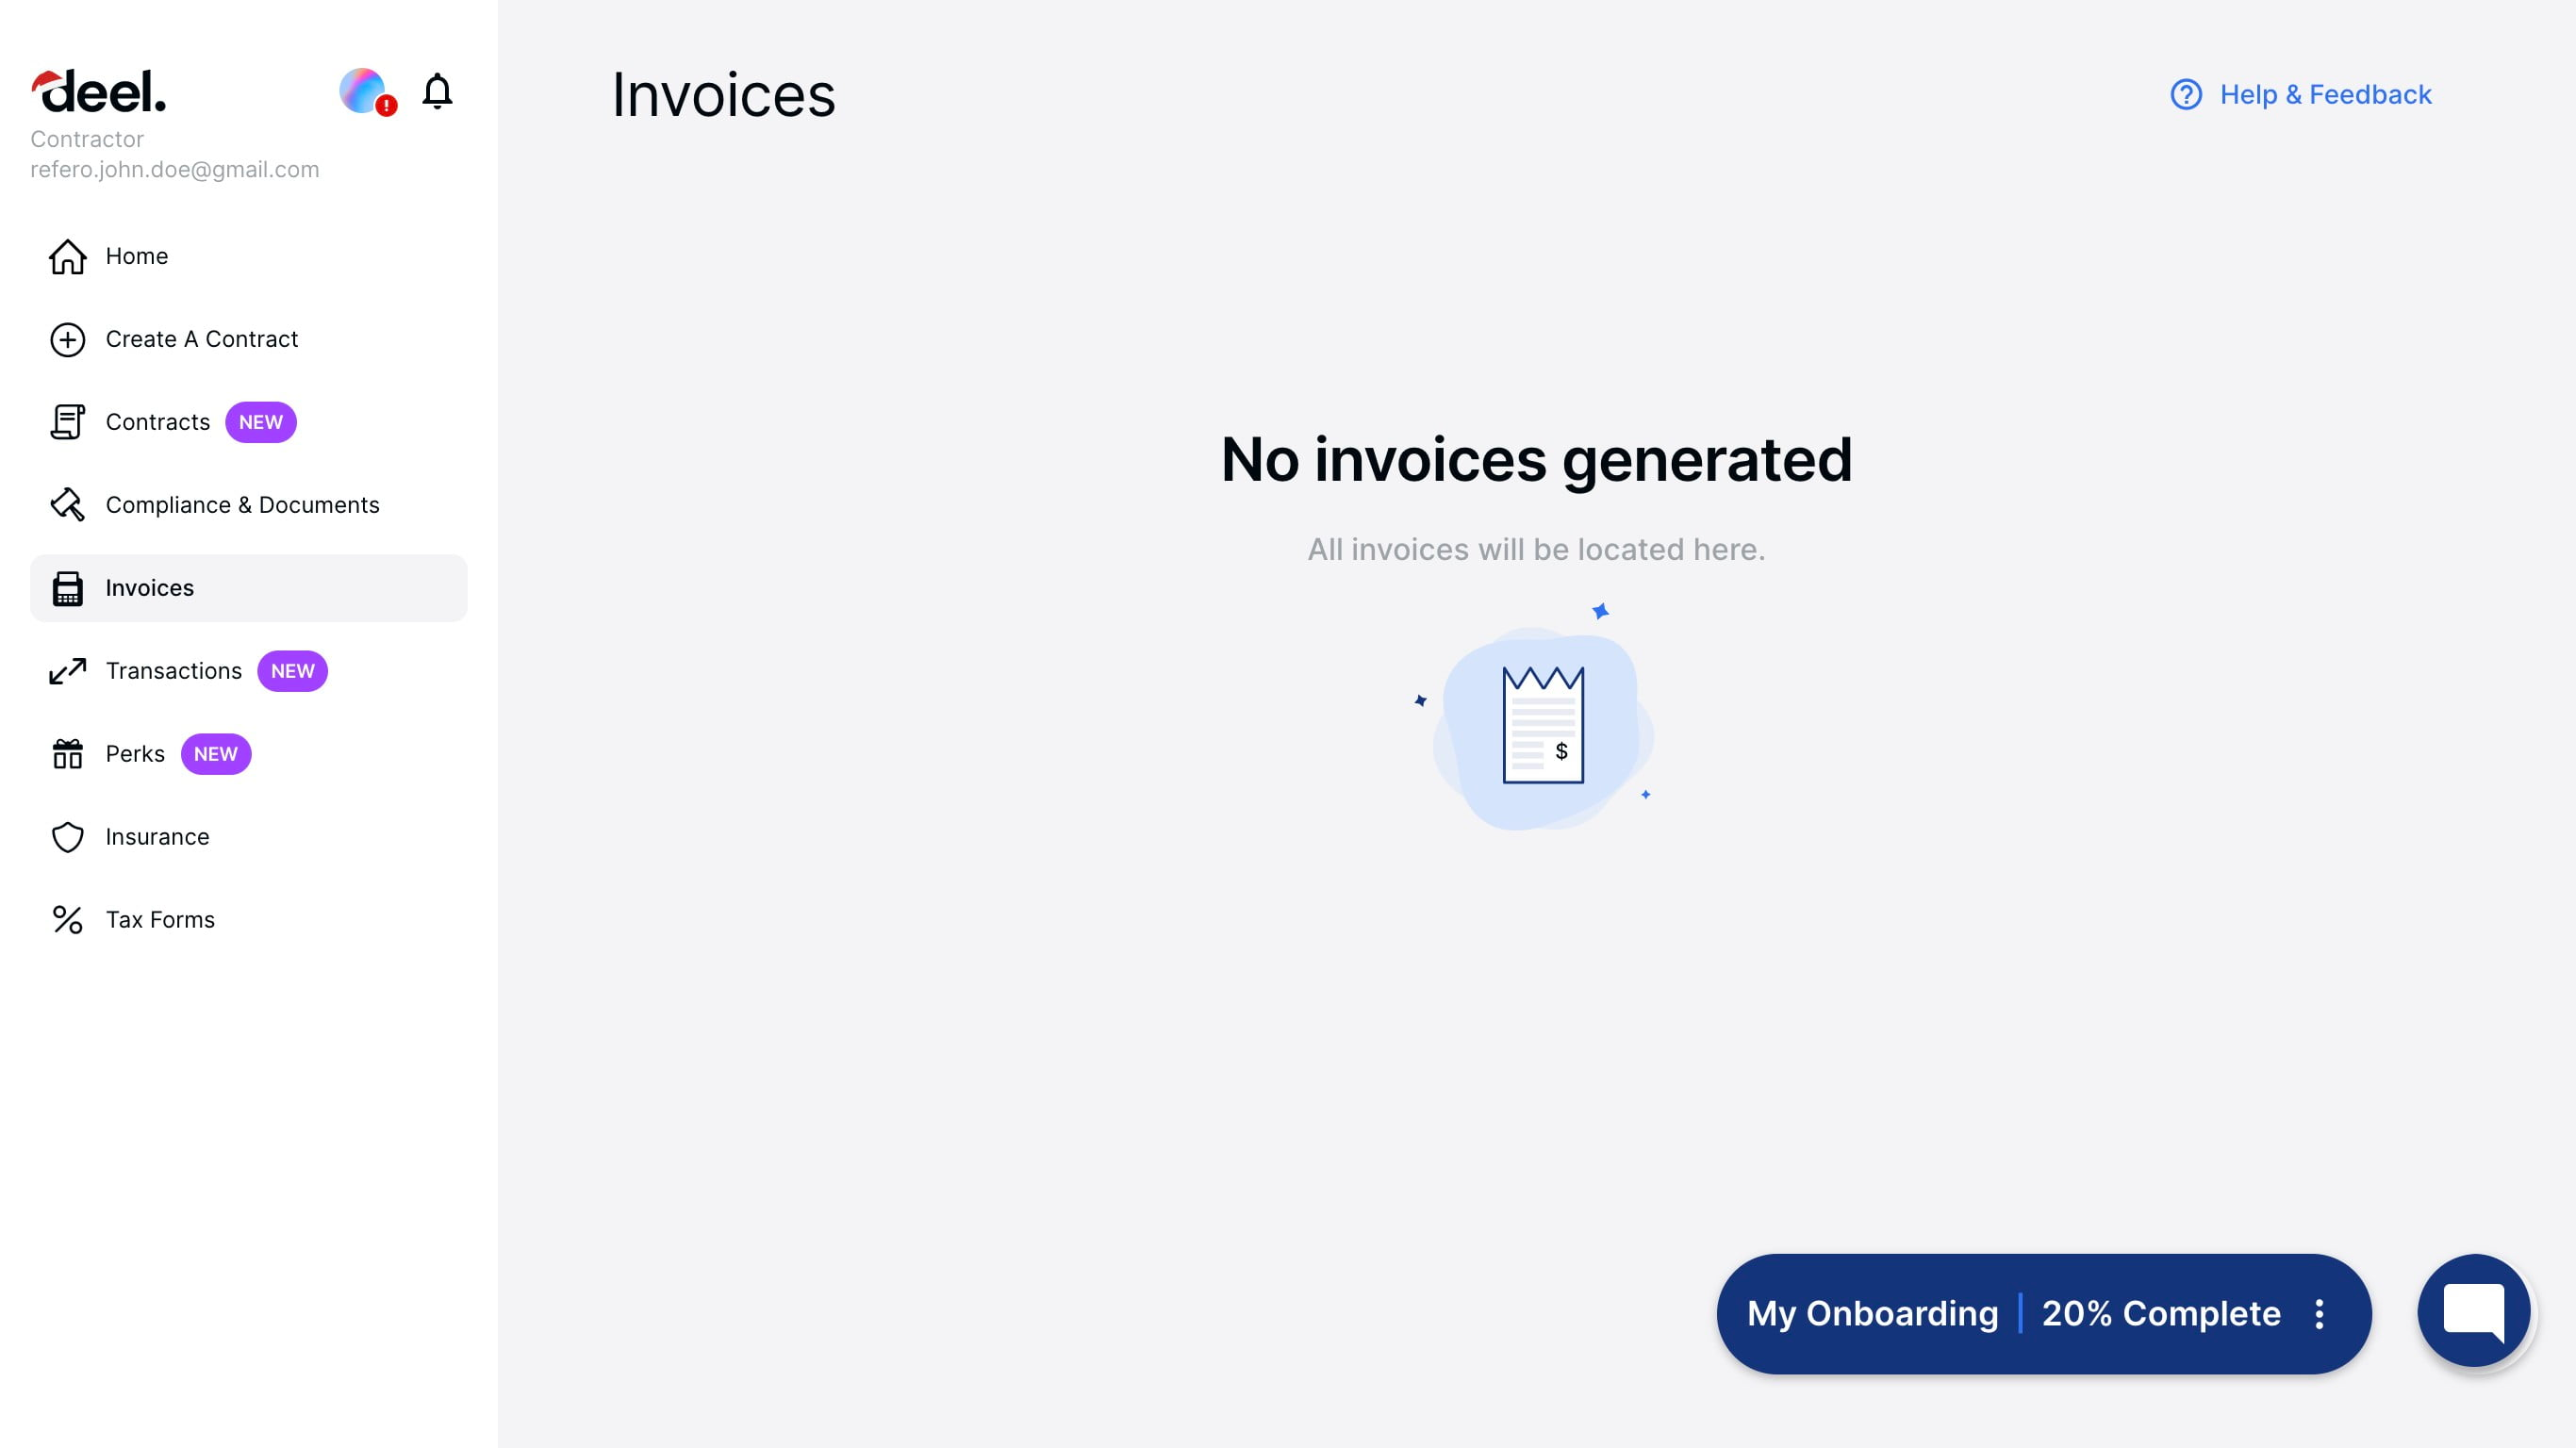 deel.
Contractor
refero.john.doe@gmail.com
Home
Create A Contract
Contracts NEW
Compliance & Documents
Invoices
Transactions NEW
Perks NEW
Insurance
Tax Forms
Invoices
Help & Feedback
No invoices generated
All invoices will be located here.
$
My Onboarding | 20% Complete